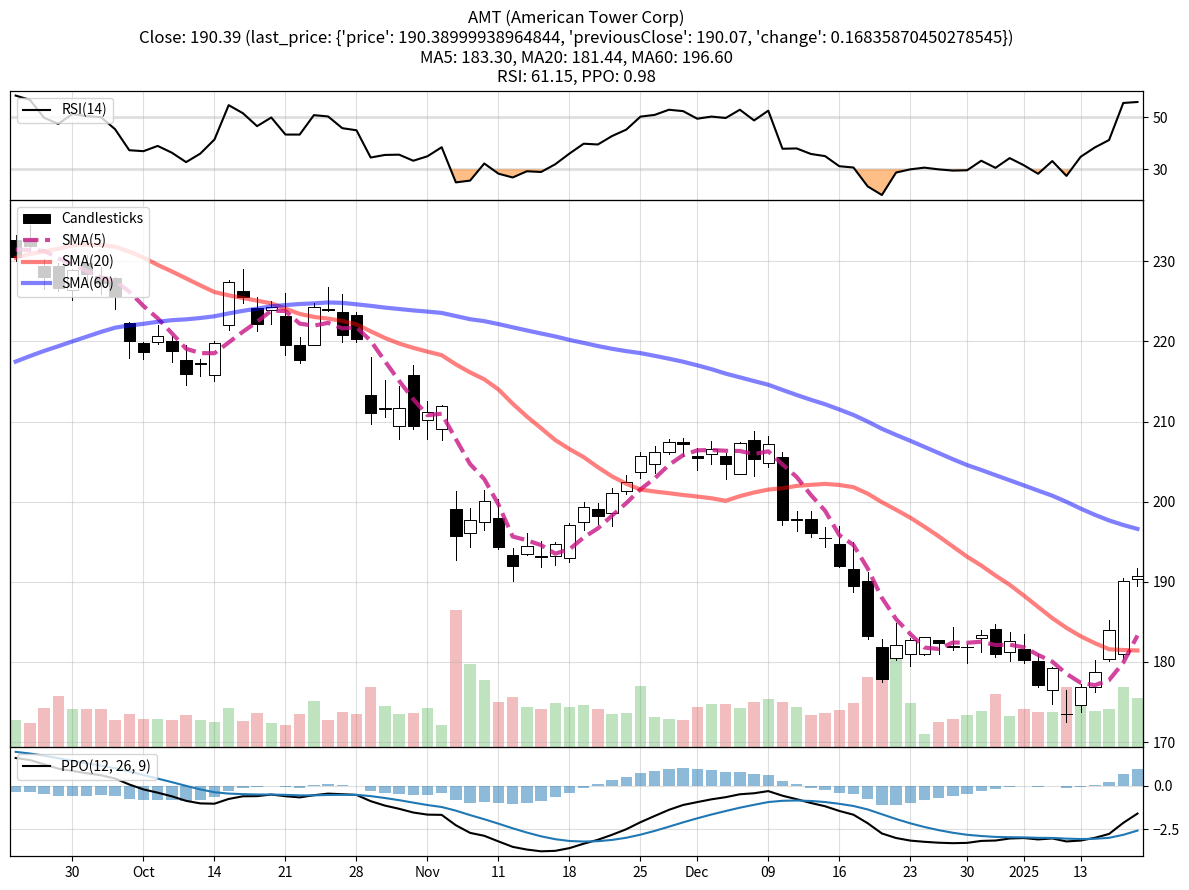 AMT (American Tower Corp)
Close: 190.39 (last_price: {'price': 190.38999938964844, 'previousClose': 190.07, 'change': 0.16835870450278545})
MA5: 183.30, MA20: 181.44, MA60: 196.60
RSI: 61.15, PPO: 0.98
RSI(14)
50
30
Candlesticks
SMA(5)
SMA(20)
SMA(60)
230
220
210
200
190
180
170
PPO(12, 26, 9)
0.0
−2.5
30 Oct 14 21 28 Nov 11 18 25 Dec 09 16 23 30 2025 13